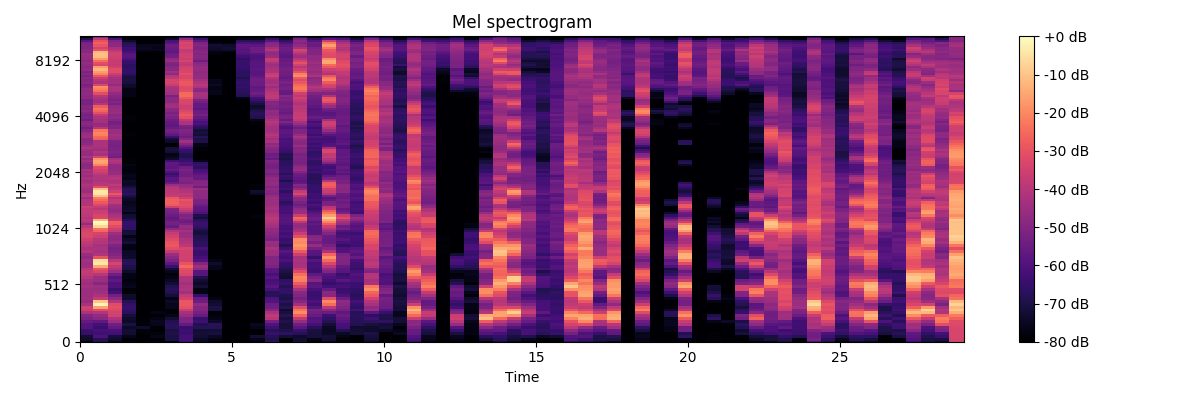 Mel spectrogram
8192
4096
2048
1024
512
0
Hz
0 5 10 15 20 25
Time
+0 dB
-10 dB
-20 dB
-30 dB
-40 dB
-50 dB
-60 dB
-70 dB
-80 dB